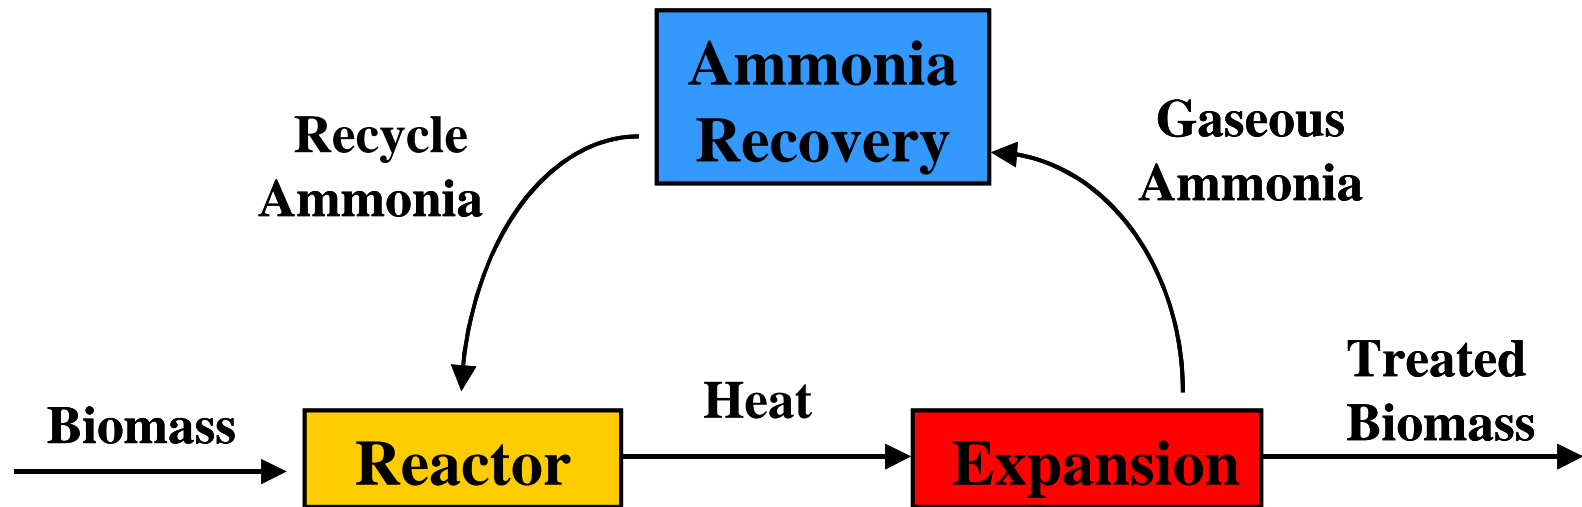 Ammonia
Recovery
Recycle
Ammonia
Gaseous
Ammonia
Biomass
Reactor
Heat
Expansion
Treated
Biomass